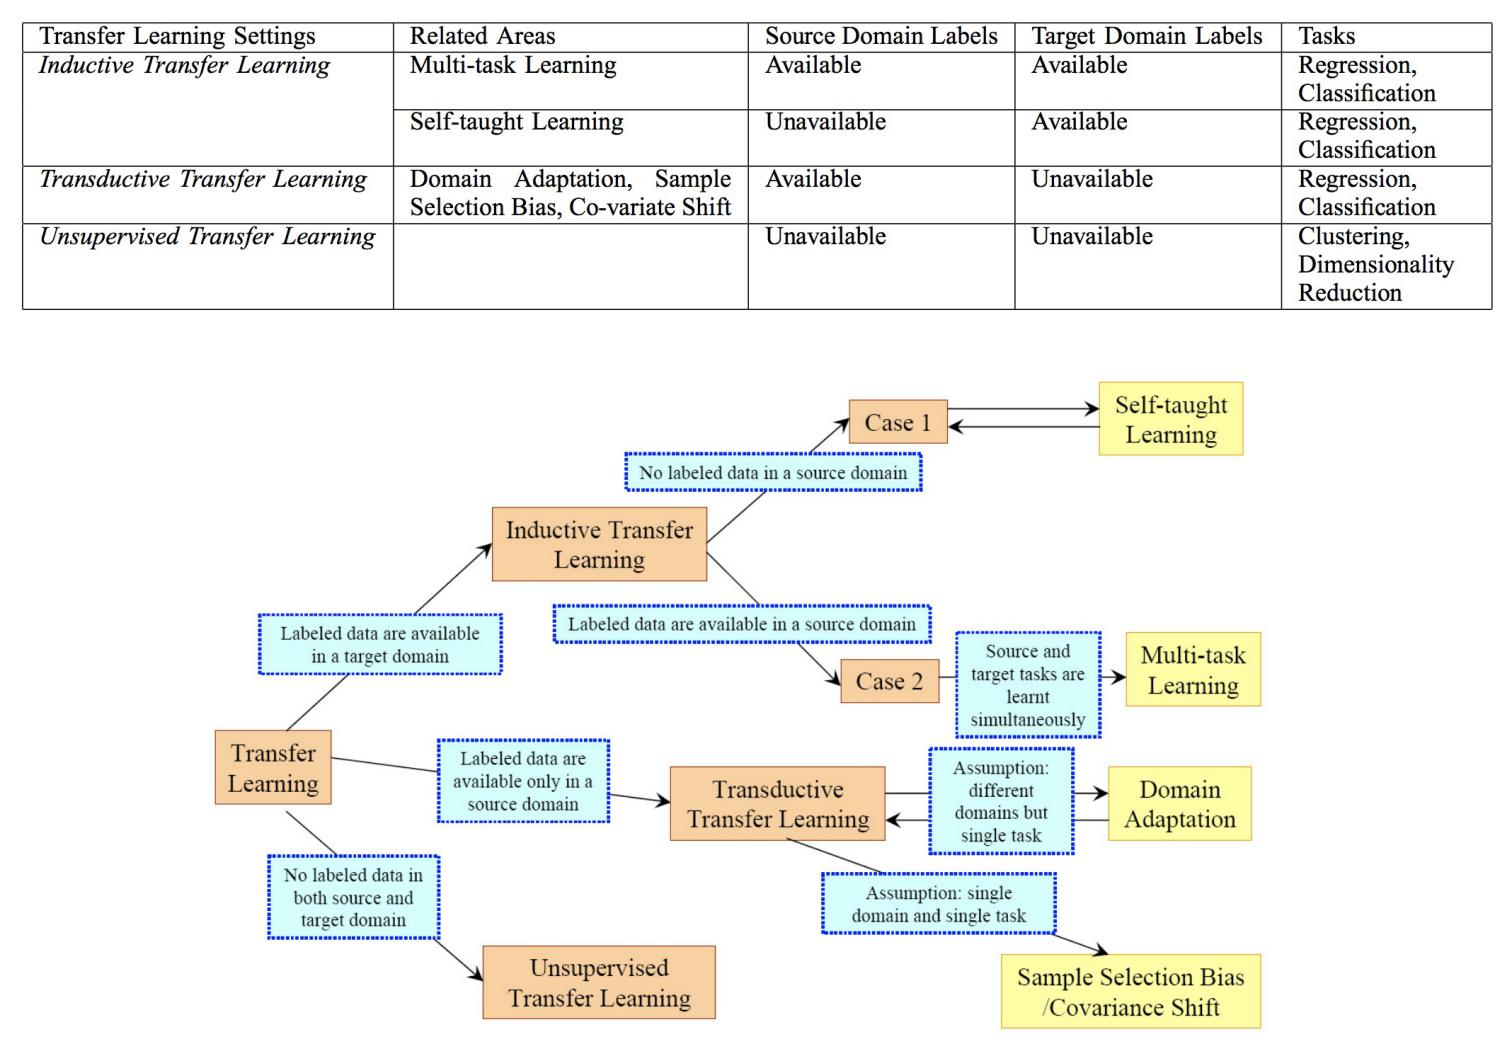 Transfer Learning Settings Related Areas Source Domain Labels Target Domain Labels Tasks
Inductive Transfer Learning Multi-task Learning Available Available Regression,
Classification
Self-taught Learning Unavailable Available Regression,
Classification
Transductive Transfer Learning Domain Adaptation, Sample Available Unavailable Regression,
Selection Bias, Co-variate Shift Classification
Unsupervised Transfer Learning Unavailable Unavailable Clustering,
Dimensionality
Reduction
Case 1
Self-taught
Learning
No labeled data in a source domain
Inductive Transfer
Learning
Labeled data are available
in a target domain
Labeled data are available in a source domain
Case 2
Source and
target tasks are
learnt
simultaneously
Multi-task
Learning
Transfer
Learning
Labeled data are
available only in a
source domain
Transductive
Transfer Learning
Assumption:
different
domains but
single task
Domain
Adaptation
No labeled data in
both source and
target domain
Assumption: single
domain and single task
Unsupervised
Transfer Learning
Sample Selection Bias
/Covariance Shift